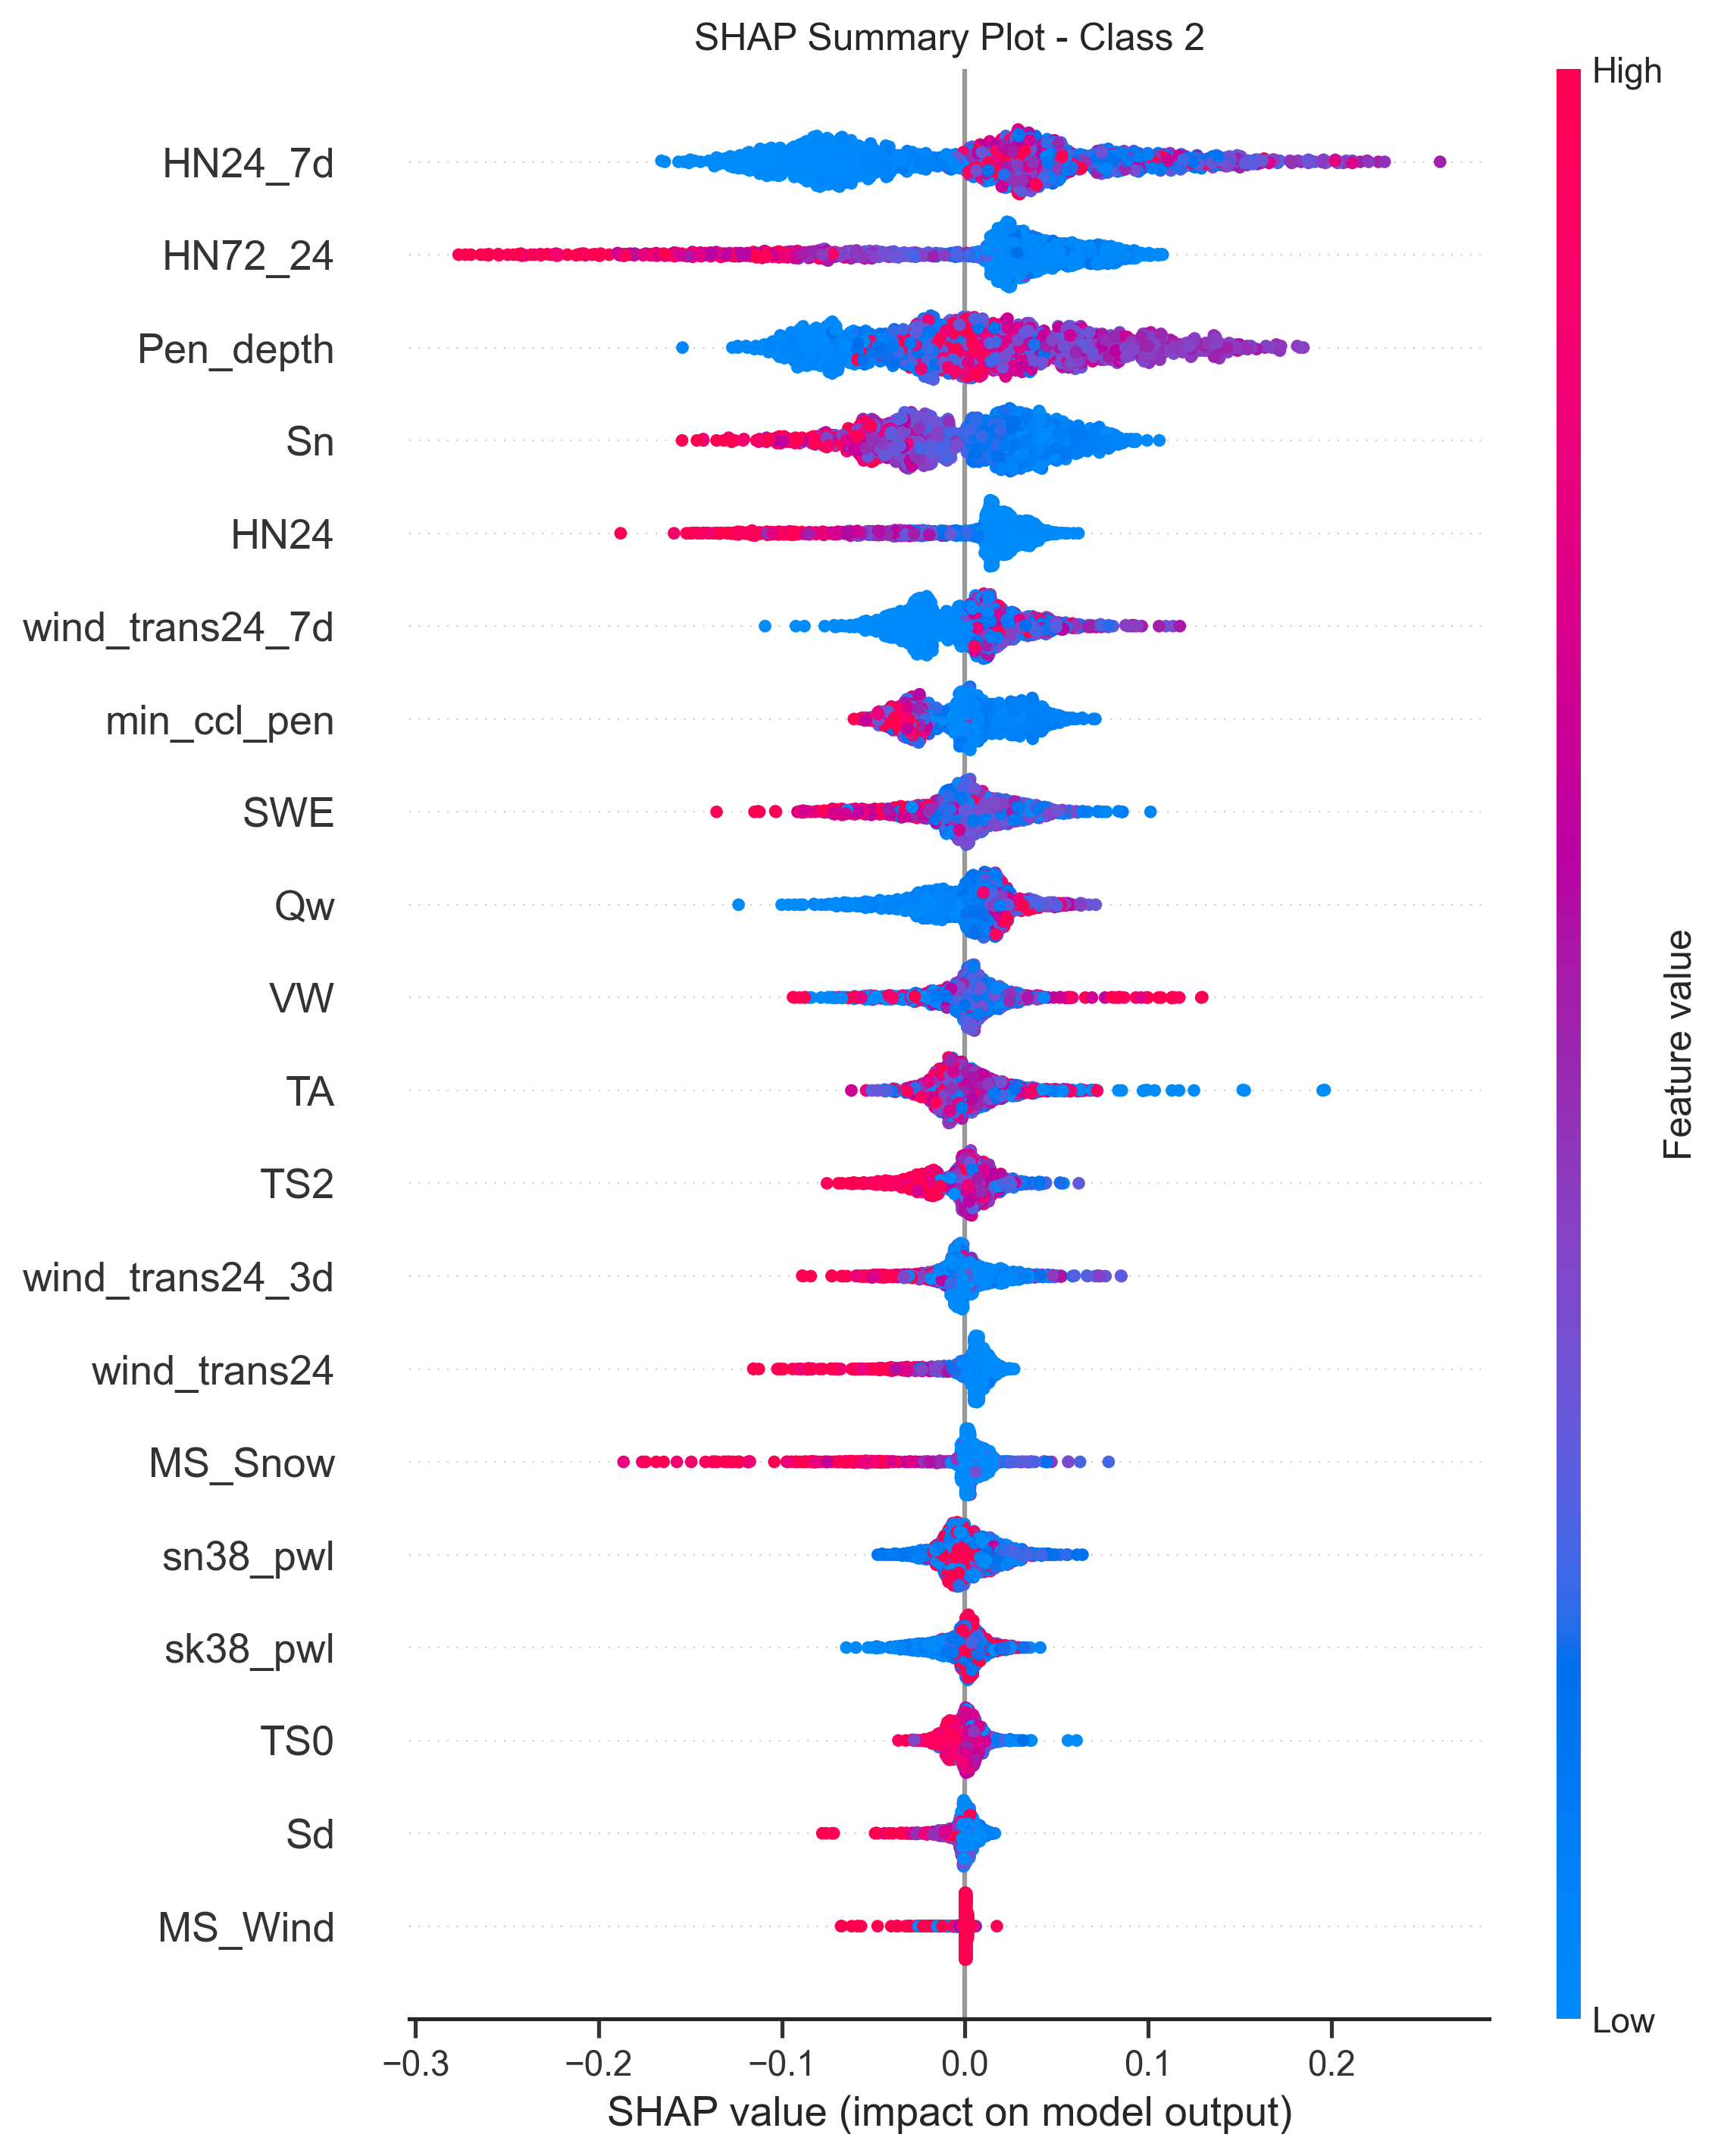 SHAP Summary Plot - Class 2
High
HN24_7d
HN72_24
Pen_depth
Sn
HN24
wind_trans24_7d
min_ccl_pen
SWE
Qw
VW
TA
TS2
wind_trans24_3d
wind_trans24
MS_Snow
sn38_pwl
sk38_pwl
TS0
Sd
MS_Wind
Feature value
Low
−0.3 −0.2 −0.1 0.0 0.1 0.2
SHAP value (impact on model output)